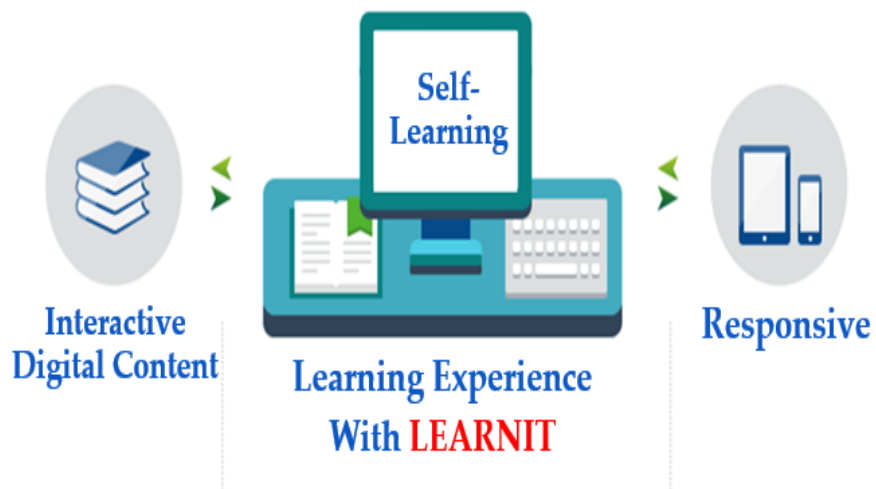 Self-
Learning
Interactive
Digital Content
Learning Experience
With LEARNIT
Responsive